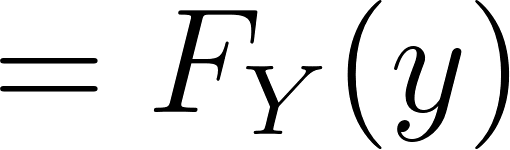 = F_Y(y)